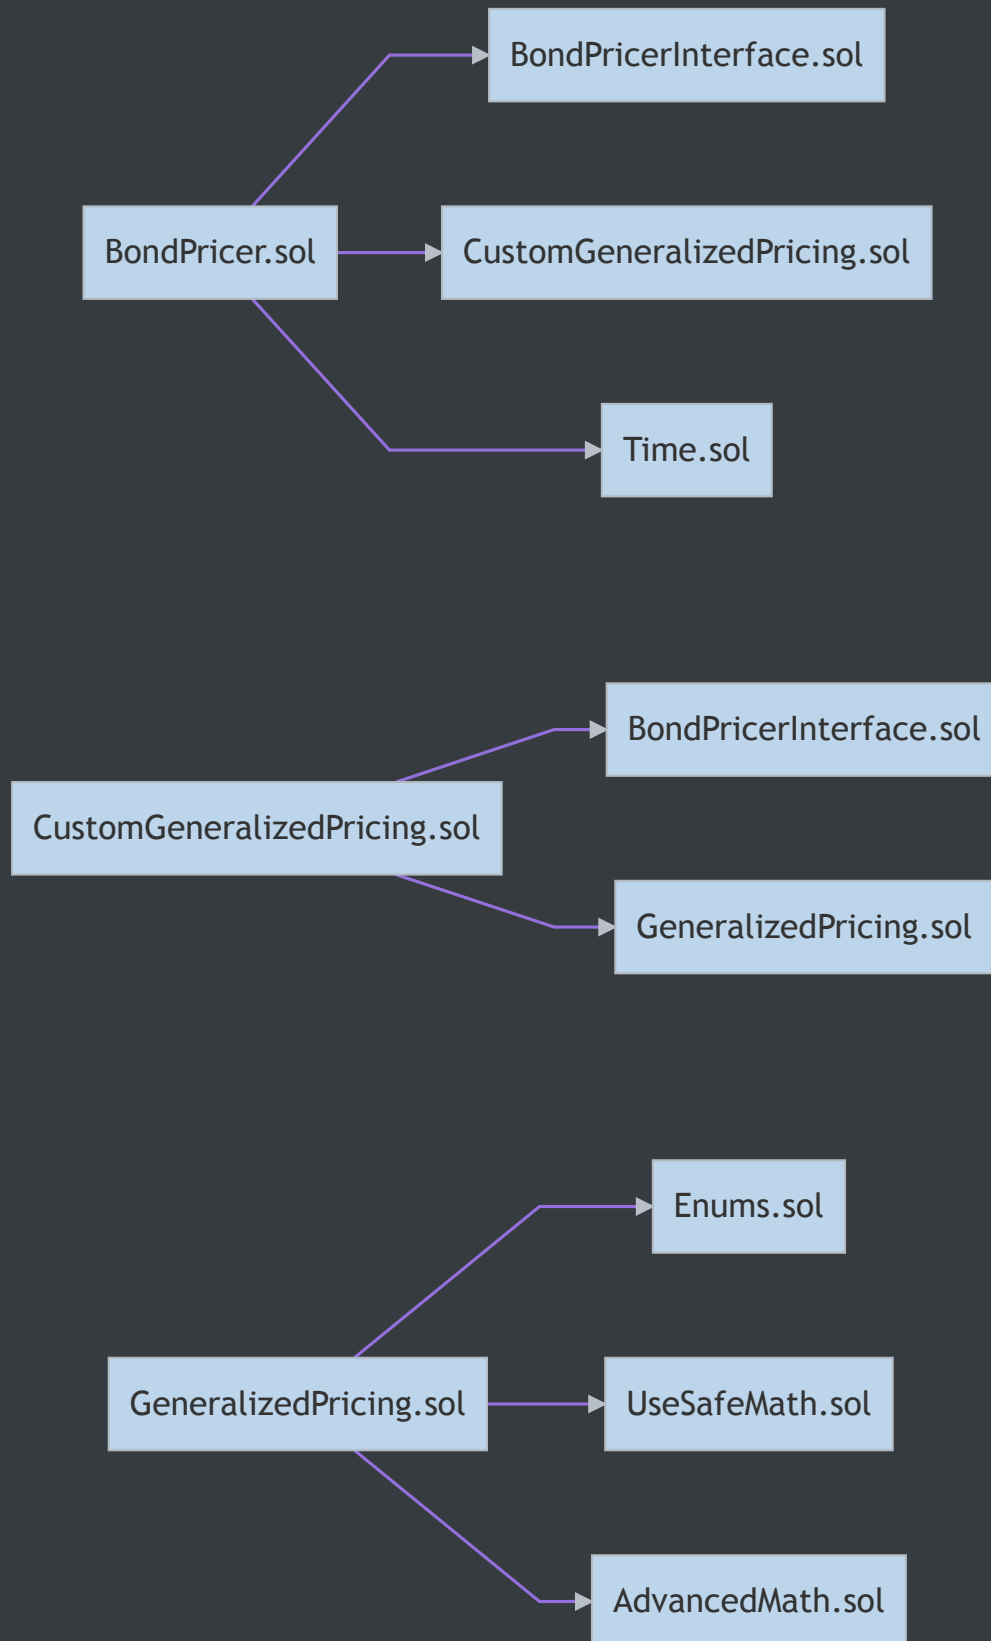 BondPricerInterface.sol
BondPricer.sol
CustomGeneralizedPricing.sol
Time.sol
BondPricerInterface.sol
CustomGeneralizedPricing.sol
GeneralizedPricing.sol
Enums.sol
GeneralizedPricing.sol
UseSafeMath.sol
AdvancedMath.sol